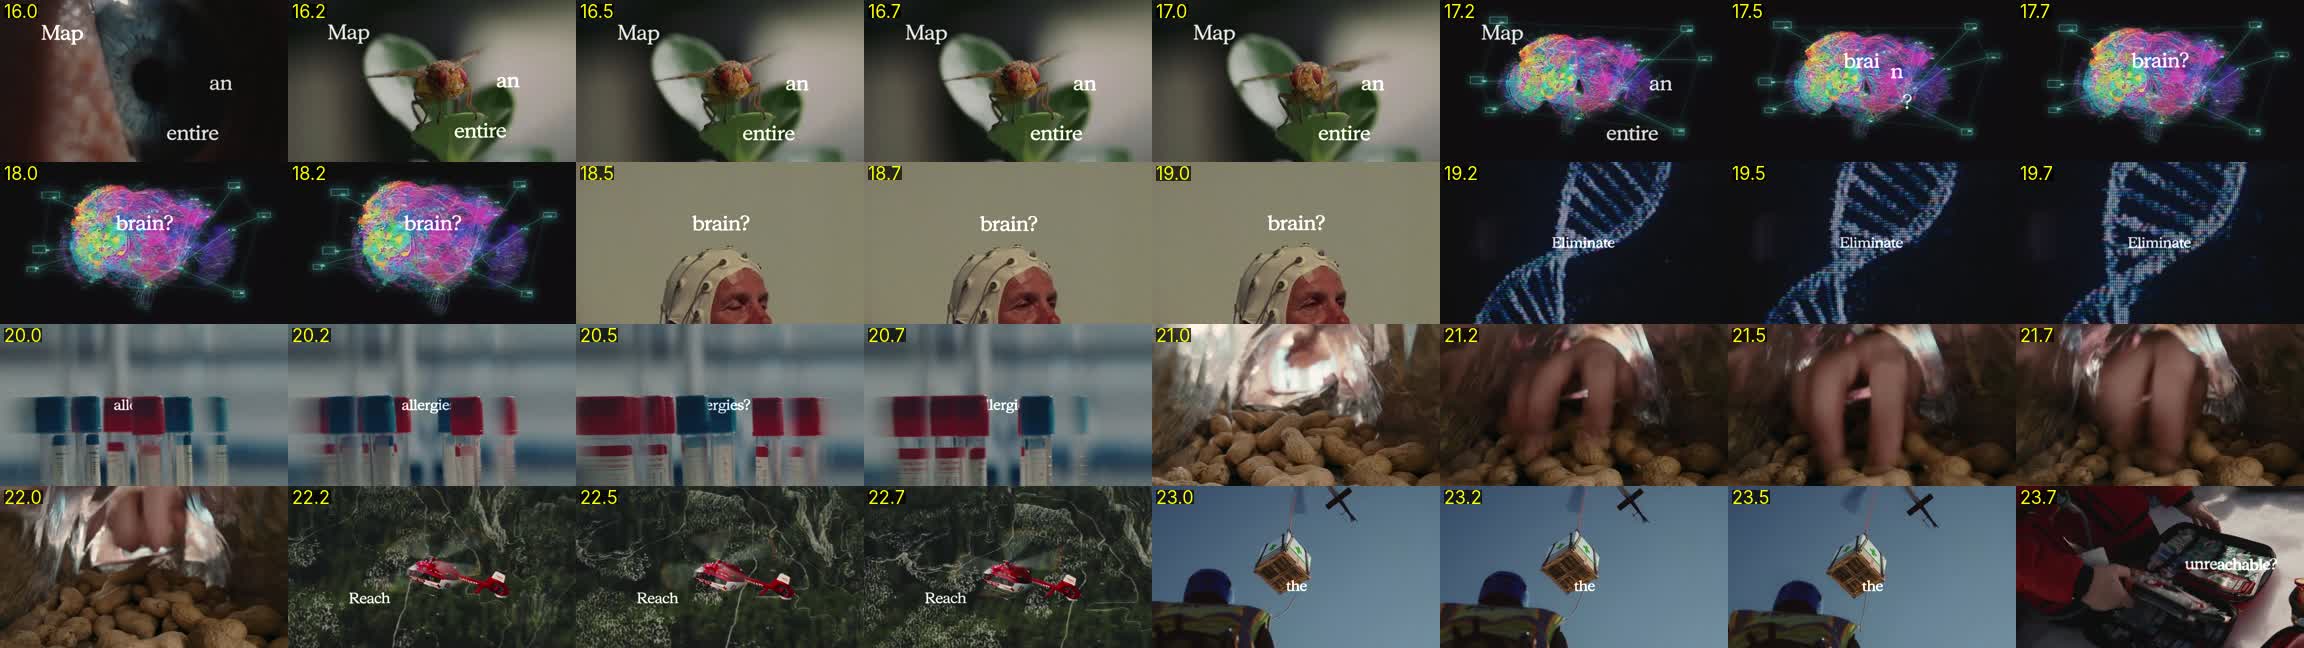 16.0 16.2 16.5 16.7 17.0 17.2 17.5 17.7
Map Map Map Map Map Map brai n ? brain?
an an an an an an
entire entire entire entire entire entire
18.0 18.2 18.5 18.7 19.0 19.2 19.5 19.7
brain? brain? brain? brain? brain? Eliminate Eliminate Eliminate
20.0 20.2 20.5 20.7 21.0 21.2 21.5 21.7
all allergie ergies? llergi
22.0 22.2 22.5 22.7 23.0 23.2 23.5 23.7
Reach Reach Reach the the the unreachable?